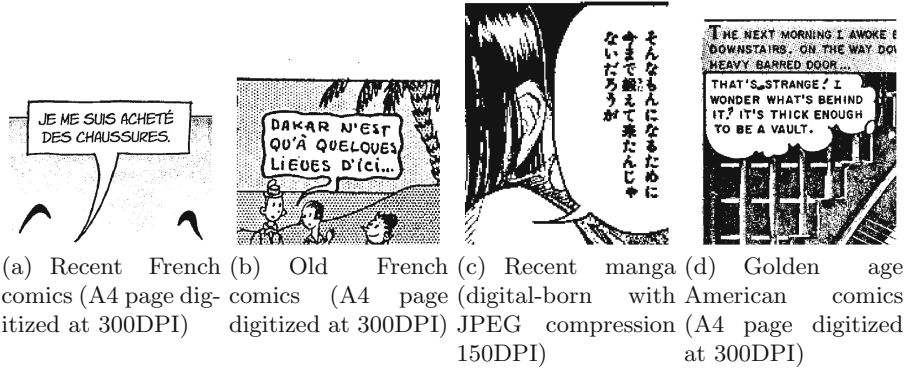 JE ME SUIS ACHETÉ
DES CHAUSSURES.
(a) Recent French
comics (A4 page dig-
itized at 300DPI)
DAKAR N'EST
QU'À QUELQUES
LIEUES D'ICI...
(b) Old French
comics (A4 page
digitized at 300DPI)
そんなもんになるために
今まで鍛えて来たんじゃ
ないだろうが
(c) Recent manga
(digital-born with
JPEG compression
150DPI)
THE NEXT MORNING I AWOKE
DOWNSTAIRS. ON THE WAY
HEAVY BARRED DOOR...
THAT'S STRANGE! I
WONDER WHAT'S BEHIND
IT? IT'S THICK ENOUGH
TO BE A VAULT.
(d) Golden age
American comics
(A4 page digitized
at 300DPI)